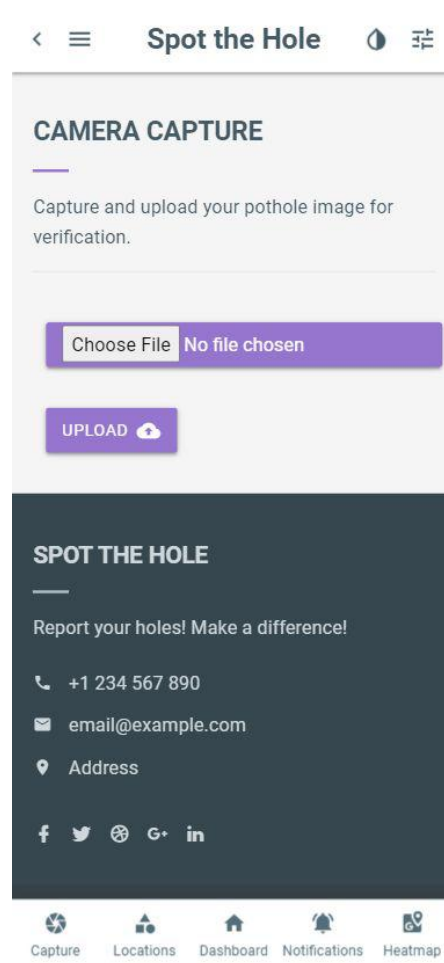 Spot the Hole
CAMERA CAPTURE
Capture and upload your pothole image for
verification.
Choose File No file chosen
UPLOAD
SPOT THE HOLE
Report your holes! Make a difference!
+1 234 567 890
email@example.com
Address
Capture Locations Dashboard Notifications Heatmap